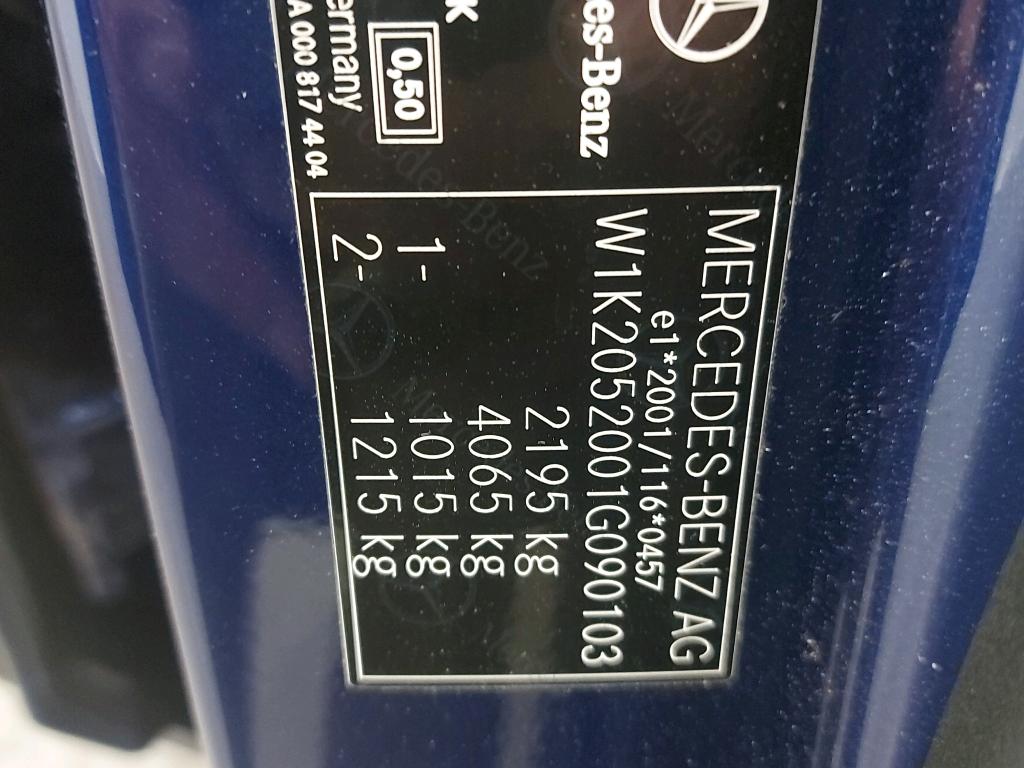 MERCEDES-BENZ AG
e1*2001/116*0457
W1K2052001G090103
2195 kg
4065 kg
1- 1015 kg
2- 1215 kg
es-Benz
K
0,50
ermany
A 000 817 44 04